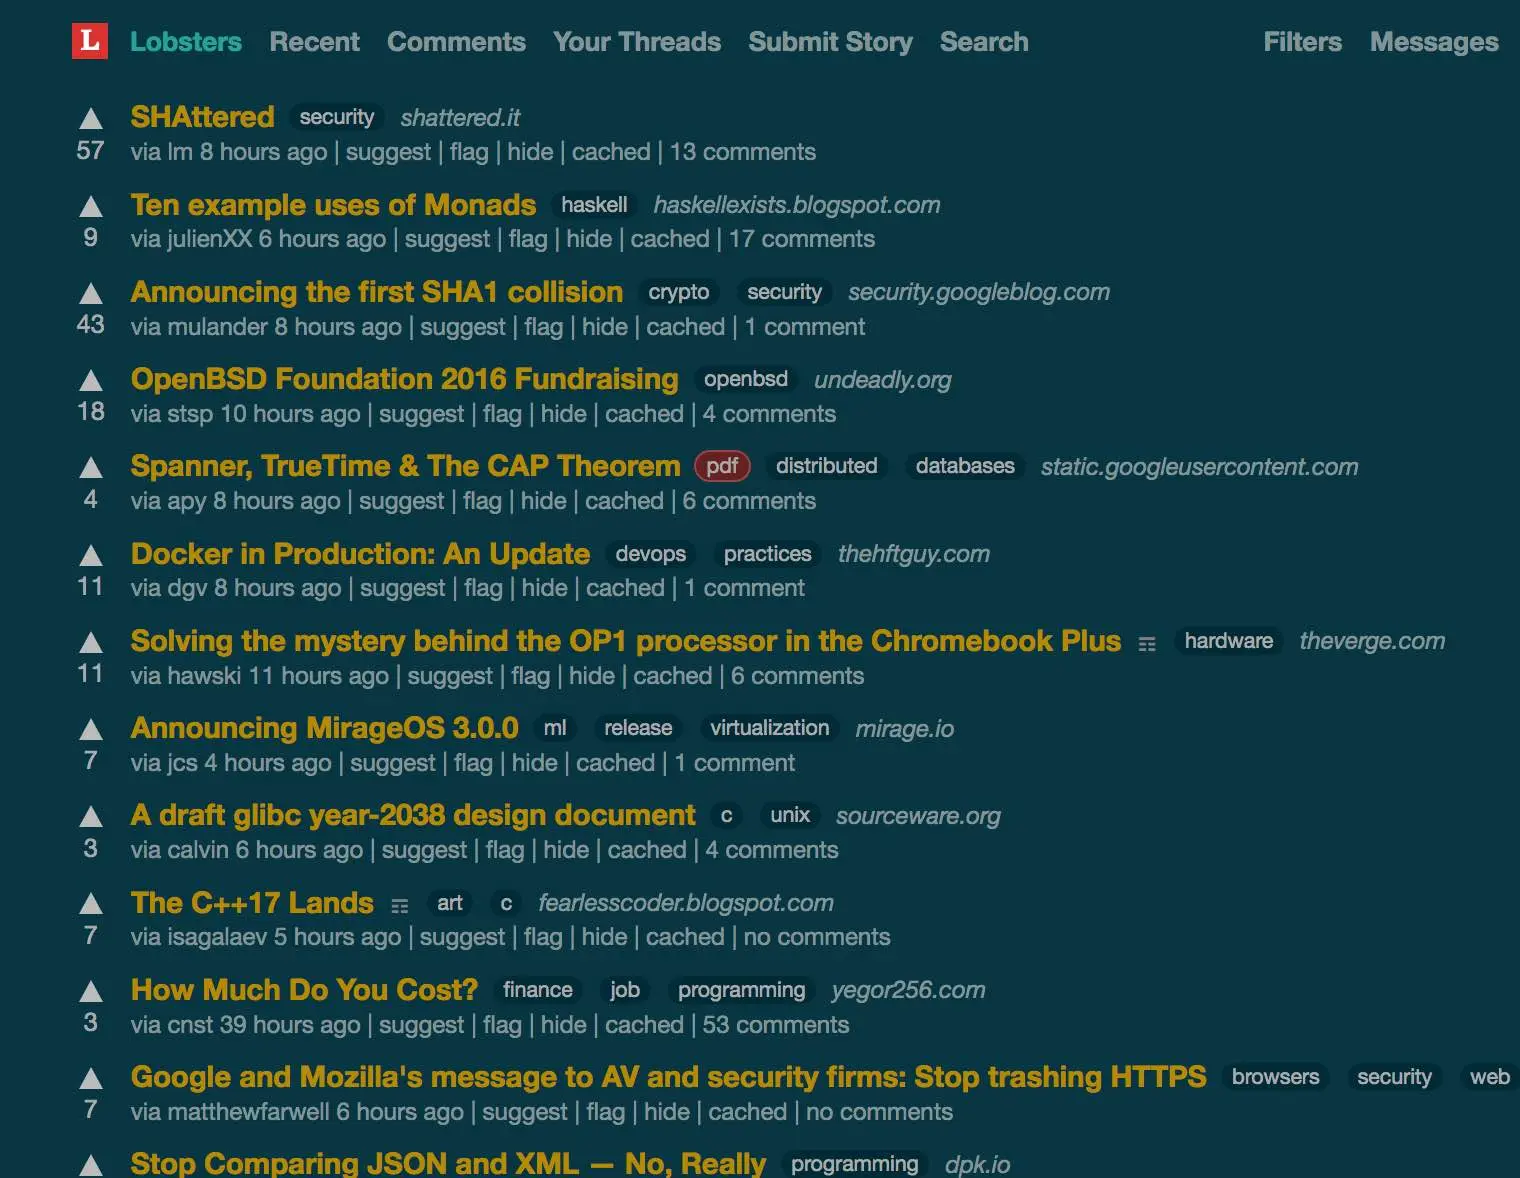 L Lobsters Recent Comments Your Threads Submit Story Search Filters Messages
SHAttered security shattered.it
57 via lm 8 hours ago | suggest | flag | hide | cached | 13 comments
Ten example uses of Monads haskell haskellexists.blogspot.com
9 via julienXX 6 hours ago | suggest | flag | hide | cached | 17 comments
Announcing the first SHA1 collision crypto security security.googleblog.com
43 via mulander 8 hours ago | suggest | flag | hide | cached | 1 comment
OpenBSD Foundation 2016 Fundraising openbsd undeadly.org
18 via stsp 10 hours ago | suggest | flag | hide | cached | 4 comments
Spanner, TrueTime & The CAP Theorem pdf distributed databases static.googleusercontent.com
4 via apy 8 hours ago | suggest | flag | hide | cached | 6 comments
Docker in Production: An Update devops practices thehftguy.com
11 via dgv 8 hours ago | suggest | flag | hide | cached | 1 comment
Solving the mystery behind the OP1 processor in the Chromebook Plus hardware theverge.com
11 via hawski 11 hours ago | suggest | flag | hide | cached | 6 comments
Announcing MirageOS 3.0.0 ml release virtualization mirage.io
7 via jcs 4 hours ago | suggest | flag | hide | cached | 1 comment
A draft glibc year-2038 design document c unix sourceware.org
3 via calvin 6 hours ago | suggest | flag | hide | cached | 4 comments
The C++17 Lands art c fearlesscoder.blogspot.com
7 via isagalaev 5 hours ago | suggest | flag | hide | cached | no comments
How Much Do You Cost? finance job programming yegor256.com
3 via cnst 39 hours ago | suggest | flag | hide | cached | 53 comments
Google and Mozilla's message to AV and security firms: Stop trashing HTTPS browsers security web
7 via matthewfarwell 6 hours ago | suggest | flag | hide | cached | no comments
Stop Comparing JSON and XML — No, Really programming dpk.io